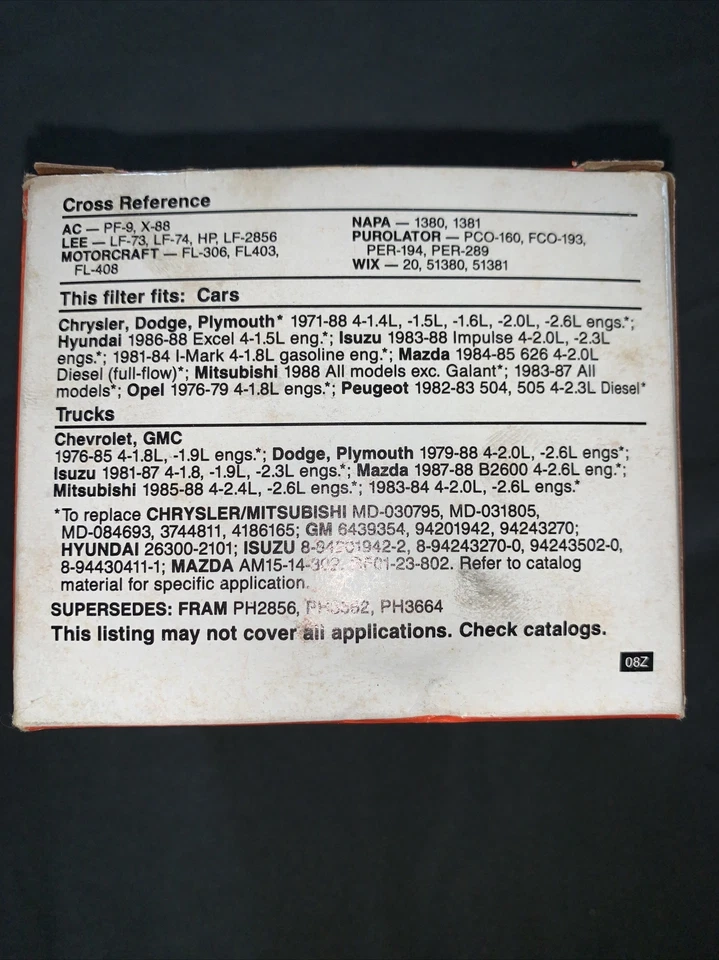 Cross Reference
AC — PF-9, X-88
LEE — LF-73, LF-74, HP, LF-2856
MOTORCRAFT — FL-306, FL403,
FL-408
NAPA — 1380, 1381
PUROLATOR — PCO-160, FCO-193,
PER-194, PER-289
WIX — 20, 51380, 51381
This filter fits: Cars
Chrysler, Dodge, Plymouth* 1971-88 4-1.4L, -1.5L, -1.6L, -2.0L, -2.6L engs.*;
Hyundai 1986-88 Excel 4-1.5L eng.*; Isuzu 1983-88 Impulse 4-2.0L, -2.3L
engs.*; 1981-84 I-Mark 4-1.8L gasoline eng.*; Mazda 1984-85 626 4-2.0L
Diesel (full-flow)*; Mitsubishi 1988 All models exc. Galant*; 1983-87 All
models*; Opel 1976-79 4-1.8L engs.*; Peugeot 1982-83 504, 505 4-2.3L Diesel*
Trucks
Chevrolet, GMC
1976-85 4-1.8L, -1.9L engs.*; Dodge, Plymouth 1979-88 4-2.0L, -2.6L engs*;
Isuzu 1981-87 4-1.8, -1.9L, -2.3L engs.*; Mazda 1987-88 B2600 4-2.6L eng.*;
Mitsubishi 1985-88 4-2.4L, -2.6L engs.*; 1983-84 4-2.0L, -2.6L engs.*
*To replace CHRYSLER/MITSUBISHI MD-030795, MD-031805,
MD-084693, 3744811, 4186165; GM 6439354, 94201942, 94243270;
HYUNDAI 26300-2101; ISUZU 8-94201942-2, 8-94243270-0, 94243502-0,
8-94430411-1; MAZDA AM15-14-302, Refer to catalog
material for specific application.
SUPERSEDES: FRAM PH2856, PH3664
This listing may not cover all applications. Check catalogs.
08Z